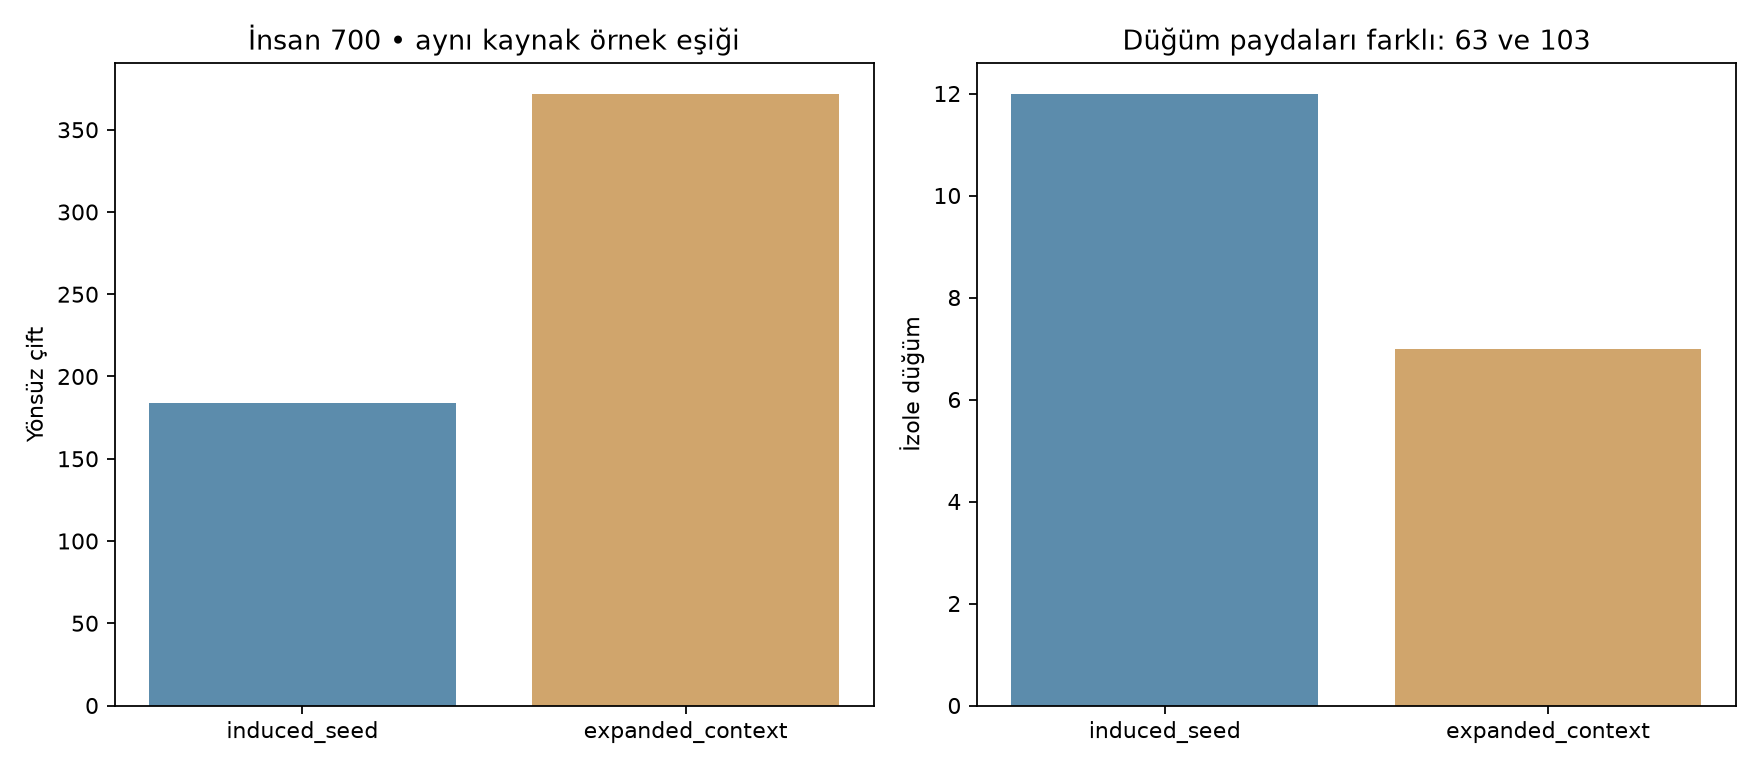 İnsan 700 • aynı kaynak örnek eşiği
Yönsüz çift
350
300
250
200
150
100
50
0
induced_seed
expanded_context
Düğüm paydaları farklı: 63 ve 103
İzole düğüm
12
10
8
6
4
2
0
induced_seed
expanded_context